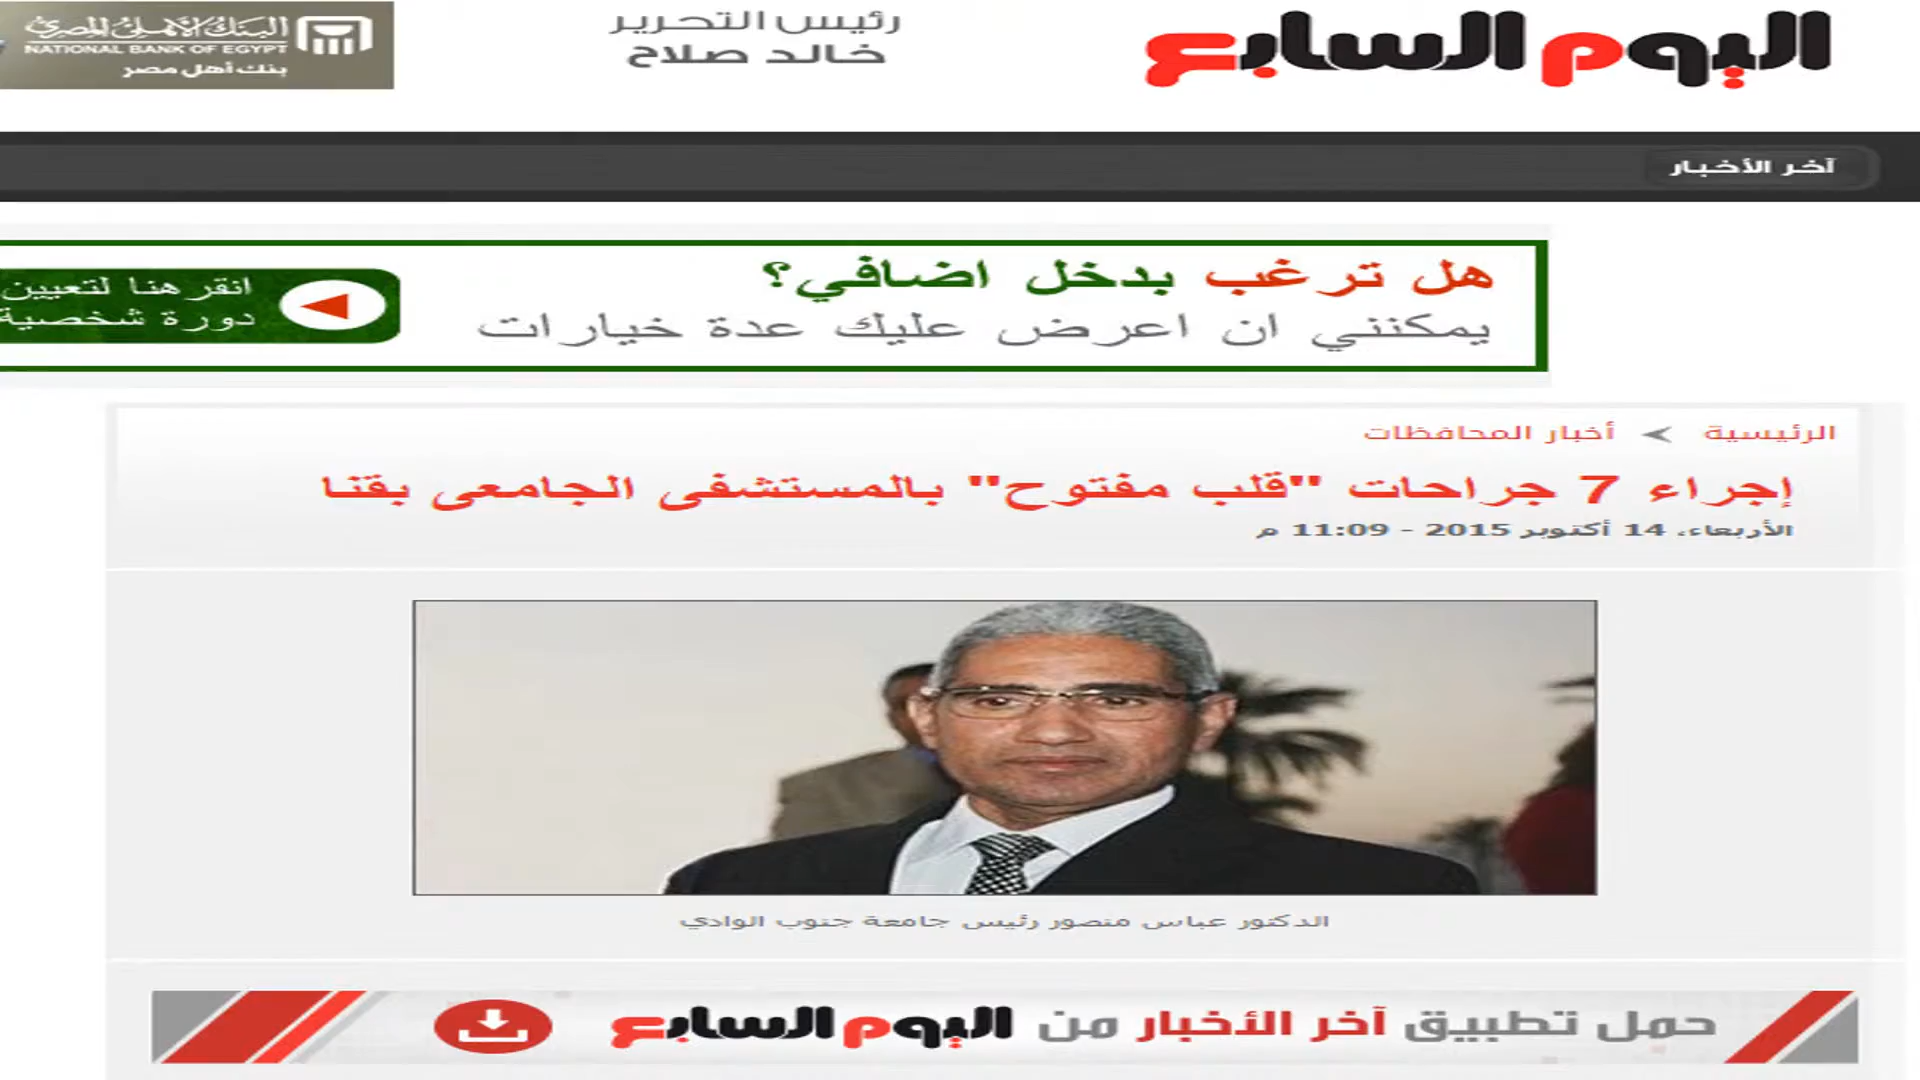 اليوم السابع
رئيس التحرير
خالد صلاح
البنك الأهلي المصري
NATIONAL BANK OF EGYPT
بنك أهل مصر
آخر الأخبار
هل ترغب بدخل اضافي؟
يمكنني ان اعرض عليك عدة خيارات
انقر هنا لتعيين
دورة شخصية
الرئيسية أخبار المحافظات
إجراء 7 جراحات "قلب مفتوح" بالمستشفى الجامعى بقنا
الأربعاء، 14 أكتوبر 2015 - 11:09 م
الدكتور عباس منصور رئيس جامعة جنوب الوادي
حمل تطبيق آخر الأخبار من اليوم السابع